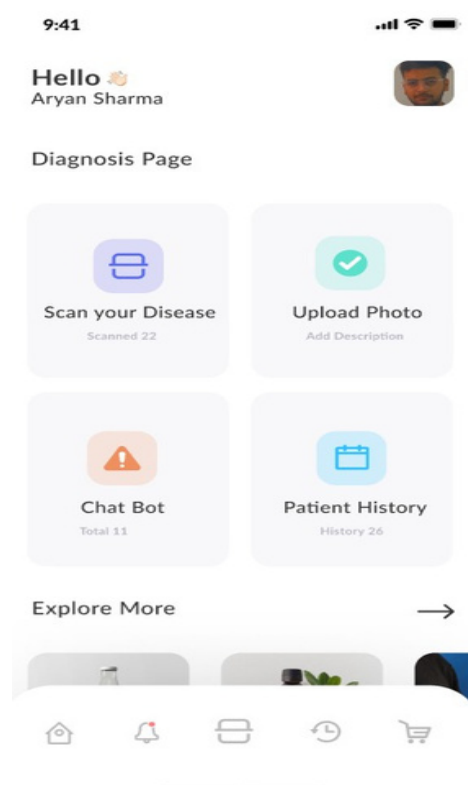 9:41
Hello
Aryan Sharma
Diagnosis Page
Scan your Disease
Scanned 22
Upload Photo
Add Description
Chat Bot
Total 11
Patient History
History 26
Explore More